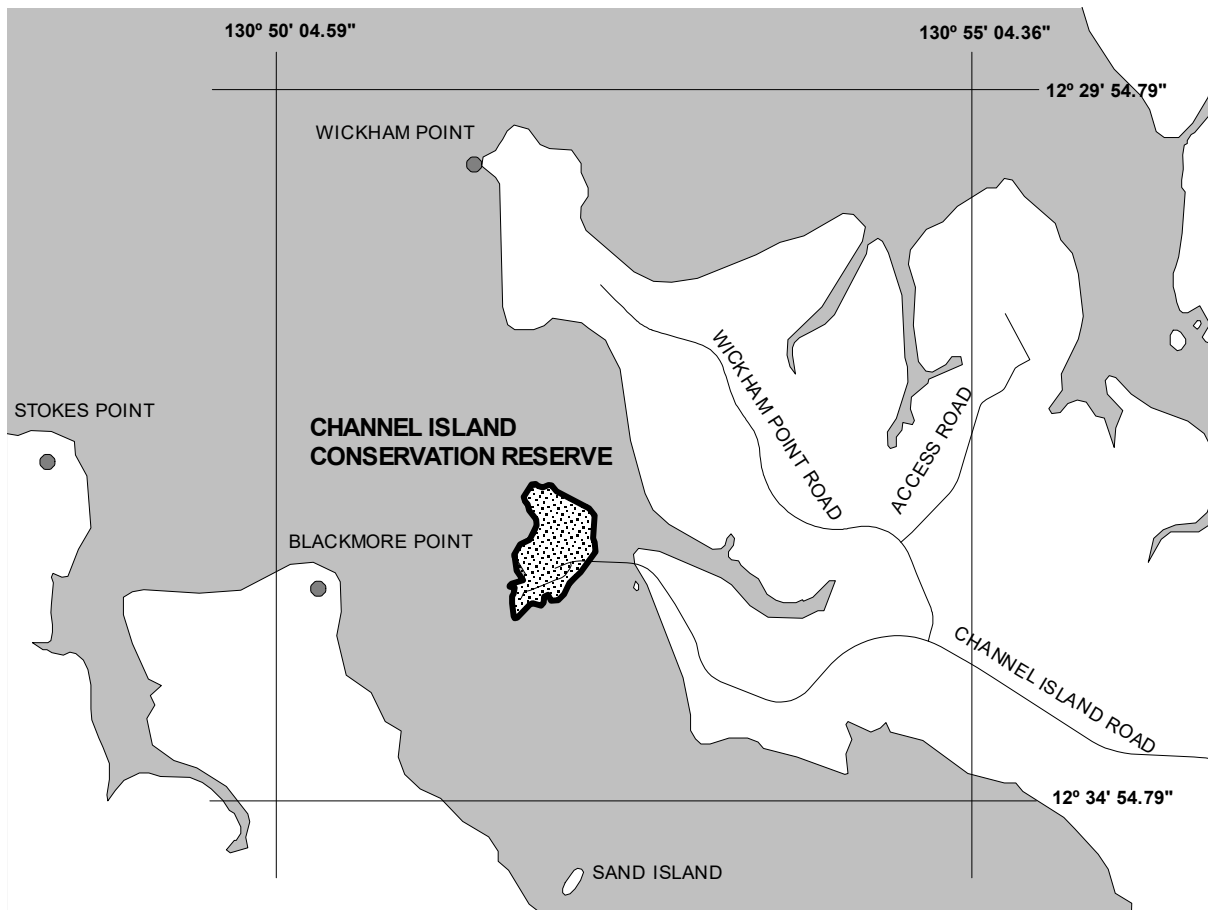 130º 50' 04.59"
130º 55' 04.36"
12º 29' 54.79"
WICKHAM POINT
WICKHAM POINT ROAD
ACCESS ROAD
STOKES POINT
CHANNEL ISLAND
CONSERVATION RESERVE
BLACKMORE POINT
CHANNEL ISLAND ROAD
12º 34' 54.79"
SAND ISLAND